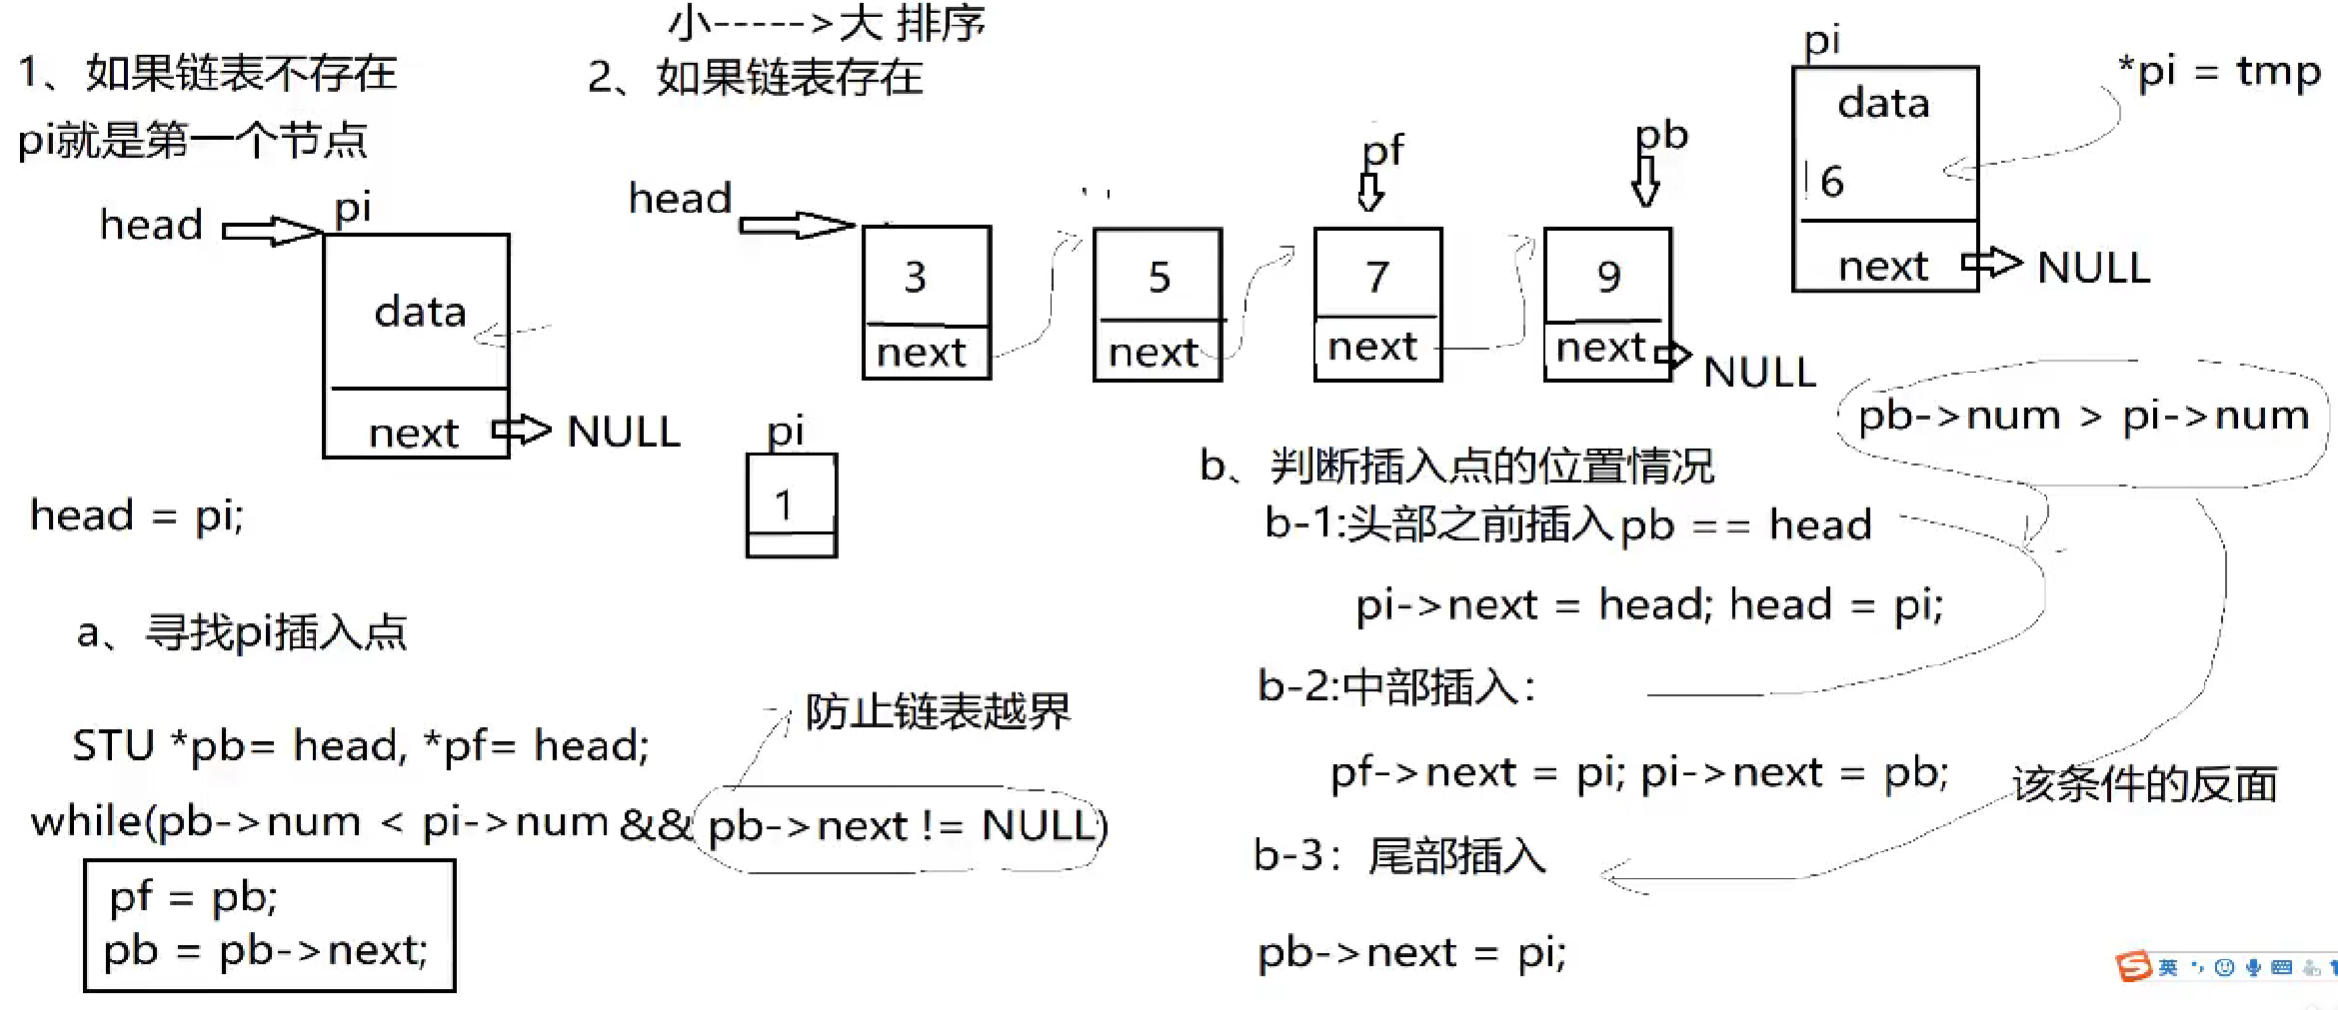 小----->大 排序
1、如果链表不存在
pi就是第一个节点
head
pi
data
next
NULL
head = pi;
2、如果链表存在
head
3
next
5
next
pf
7
next
pb
9
next
NULL
pi
data
6
next
NULL
*pi = tmp
pi
1
a、寻找pi插入点
STU *pb= head, *pf= head;
防止链表越界
while(pb->num < pi->num && pb->next != NULL)
pf = pb;
pb = pb->next;
pb->num > pi->num
b、判断插入点的位置情况
b-1:头部之前插入pb == head
pi->next = head; head = pi;
b-2:中部插入:
pf->next = pi; pi->next = pb;
该条件的反面
b-3: 尾部插入
pb->next = pi;
英